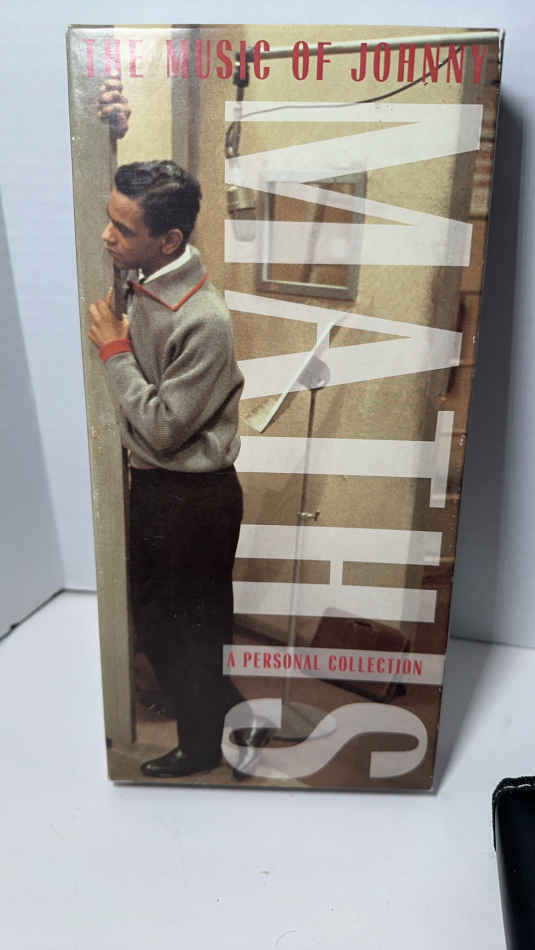 THE MUSIC OF JOHNNY
MATHIS
A PERSONAL COLLECTION